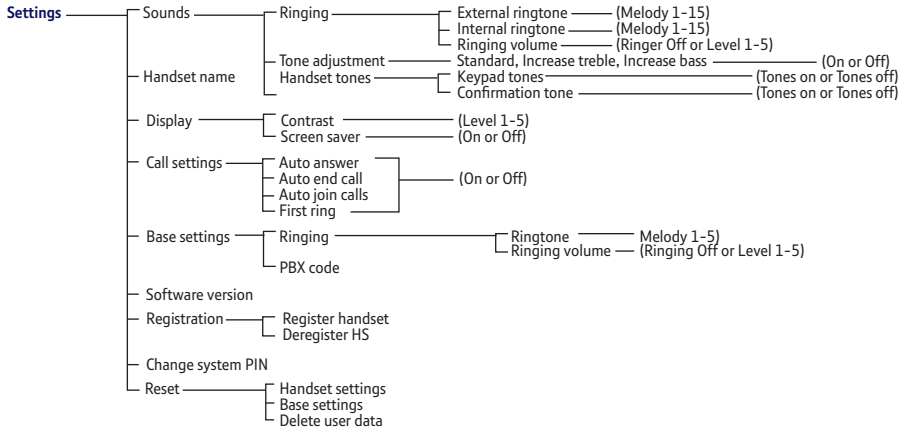 Settings
Sounds
Ringing
External ringtone (Melody 1-15)
Internal ringtone (Melody 1-15)
Ringing volume (Ringer Off or Level 1-5)
Tone adjustment Standard, Increase treble, Increase bass (On or Off)
Handset name
Handset tones
Keypad tones (Tones on or Tones off)
Confirmation tone (Tones on or Tones off)
Display
Contrast (Level 1-5)
Screen saver (On or Off)
Call settings
Auto answer
Auto end call
Auto join calls
First ring
(On or Off)
Base settings
Ringing
Ringtone Melody 1-5)
Ringing volume (Ringing Off or Level 1-5)
PBX code
Software version
Registration
Register handset
Deregister HS
Change system PIN
Reset
Handset settings
Base settings
Delete user data